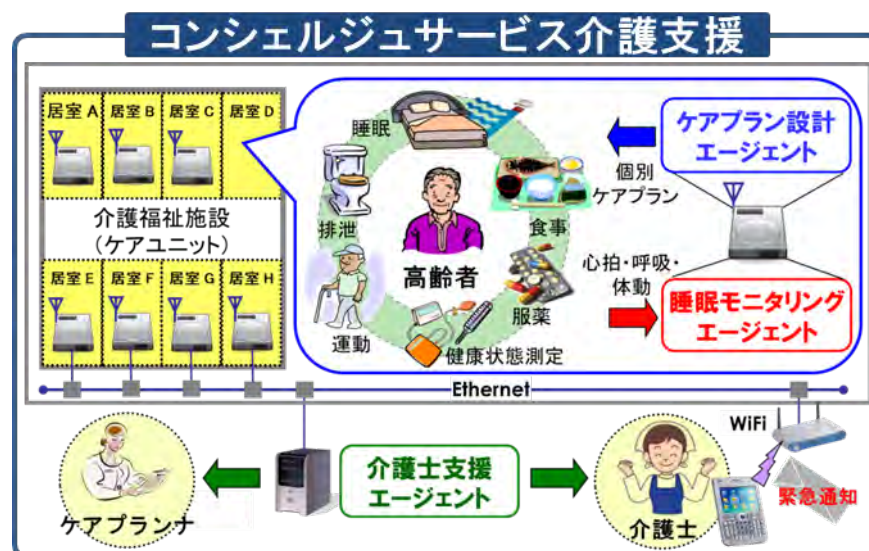 コンシェルジュサービス介護支援
居室A
居室B
居室C
居室D
介護福祉施設
(ケアユニット)
居室E
居室F
居室G
居室H
睡眠
排泄
食事
高齢者
運動
服薬
健康状態測定
ケアプラン設計
エージェント
個別
ケアプラン
心拍・呼吸・
体動
睡眠モニタリング
エージェント
Ethernet
WiFi
ケアプランナ
介護士支援
エージェント
介護士
緊急通知